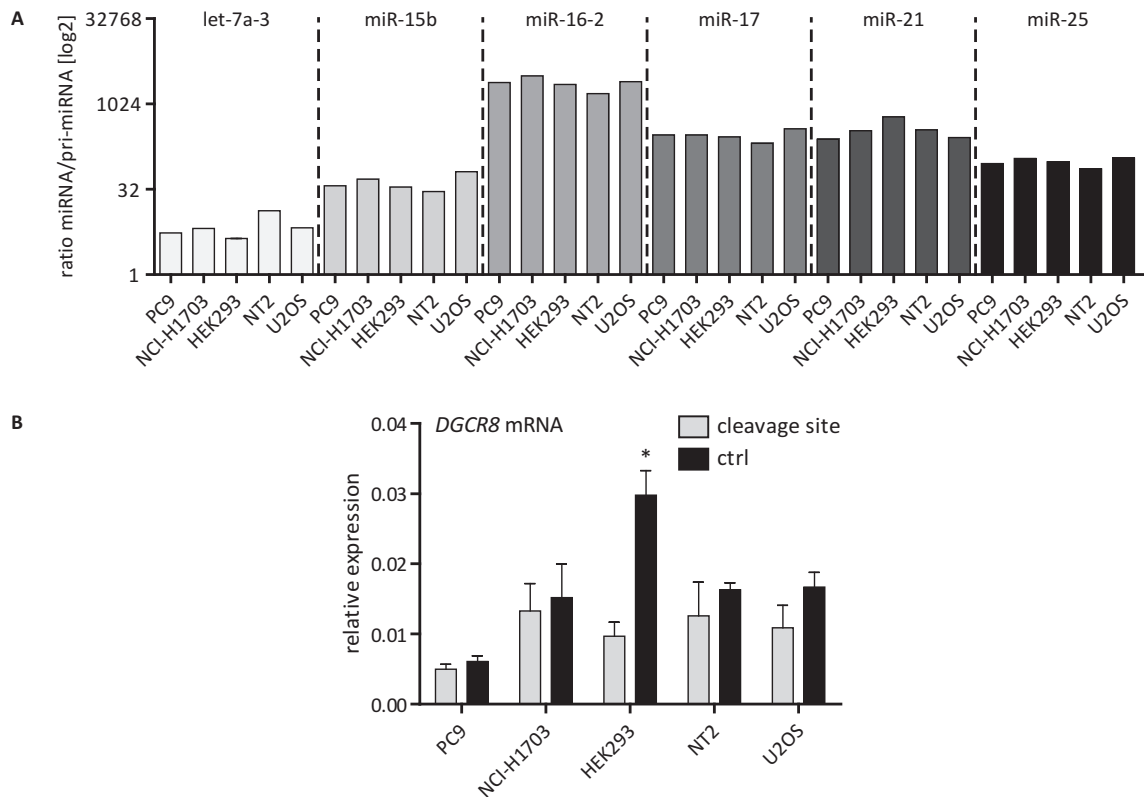 A
let-7a-3 miR-15b miR-16-2 miR-17 miR-21 miR-25
ratio miRNA/pri-miRNA [log2]
32768
1024
32
1
PC9 NCI-H1703 HEK293 NT2 U2OS PC9 NCI-H1703 HEK293 NT2 U2OS PC9 NCI-H1703 HEK293 NT2 U2OS PC9 NCI-H1703 HEK293 NT2 U2OS PC9 NCI-H1703 HEK293 NT2 U2OS PC9 NCI-H1703 HEK293 NT2 U2OS
B
DGCR8 mRNA
cleavage site
ctrl
*
relative expression
0.04
0.03
0.02
0.01
0.00
PC9 NCI-H1703 HEK293 NT2 U2OS